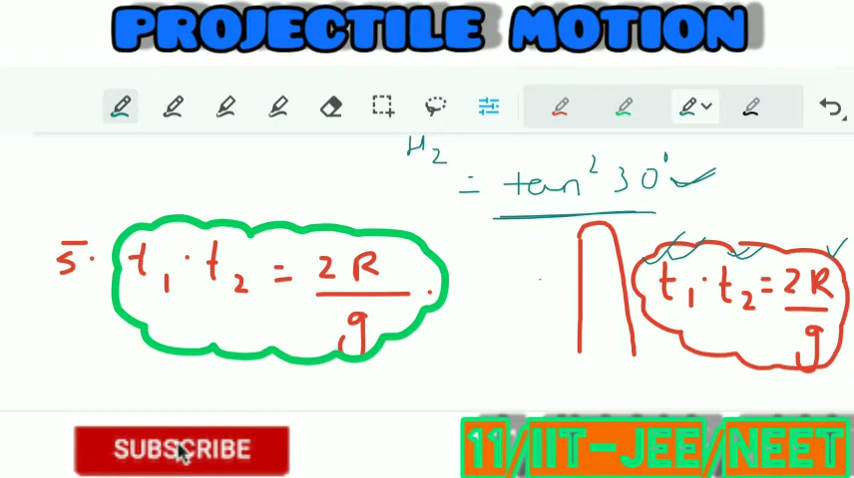 PROJECTILE MOTION
H2
= tan² 30° ✓
5. t₁ · t₂ = 2R/g.
t₁ · t₂ = 2R/g
SUBSCRIBE
11/IIT-JEE/NEET